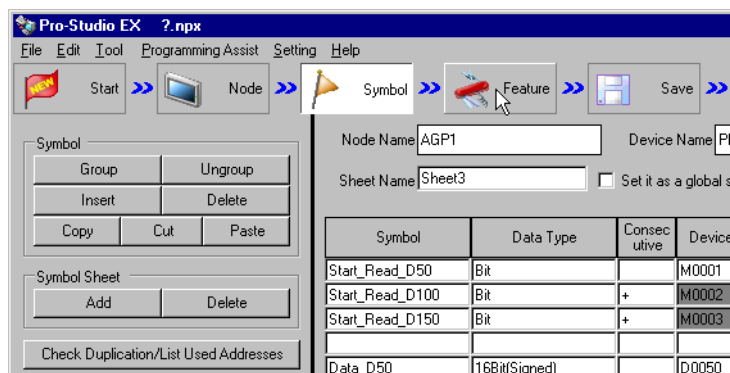 Pro-Studio EX ?.npx
File Edit Tool Programming Assist Setting Help
NEW Start Node Symbol Feature Save
Symbol
Group Ungroup
Insert Delete
Copy Cut Paste
Symbol Sheet
Add Delete
Check Duplication/List Used Addresses
Node Name AGP1 Device Name
Sheet Name Sheet3 Set it as a global
Symbol Data Type Consecutive Device
Start_Read_D50 Bit M0001
Start_Read_D100 Bit + M0002
Start_Read_D150 Bit + M0003
Data_D50 16Bit(Signed) D0050